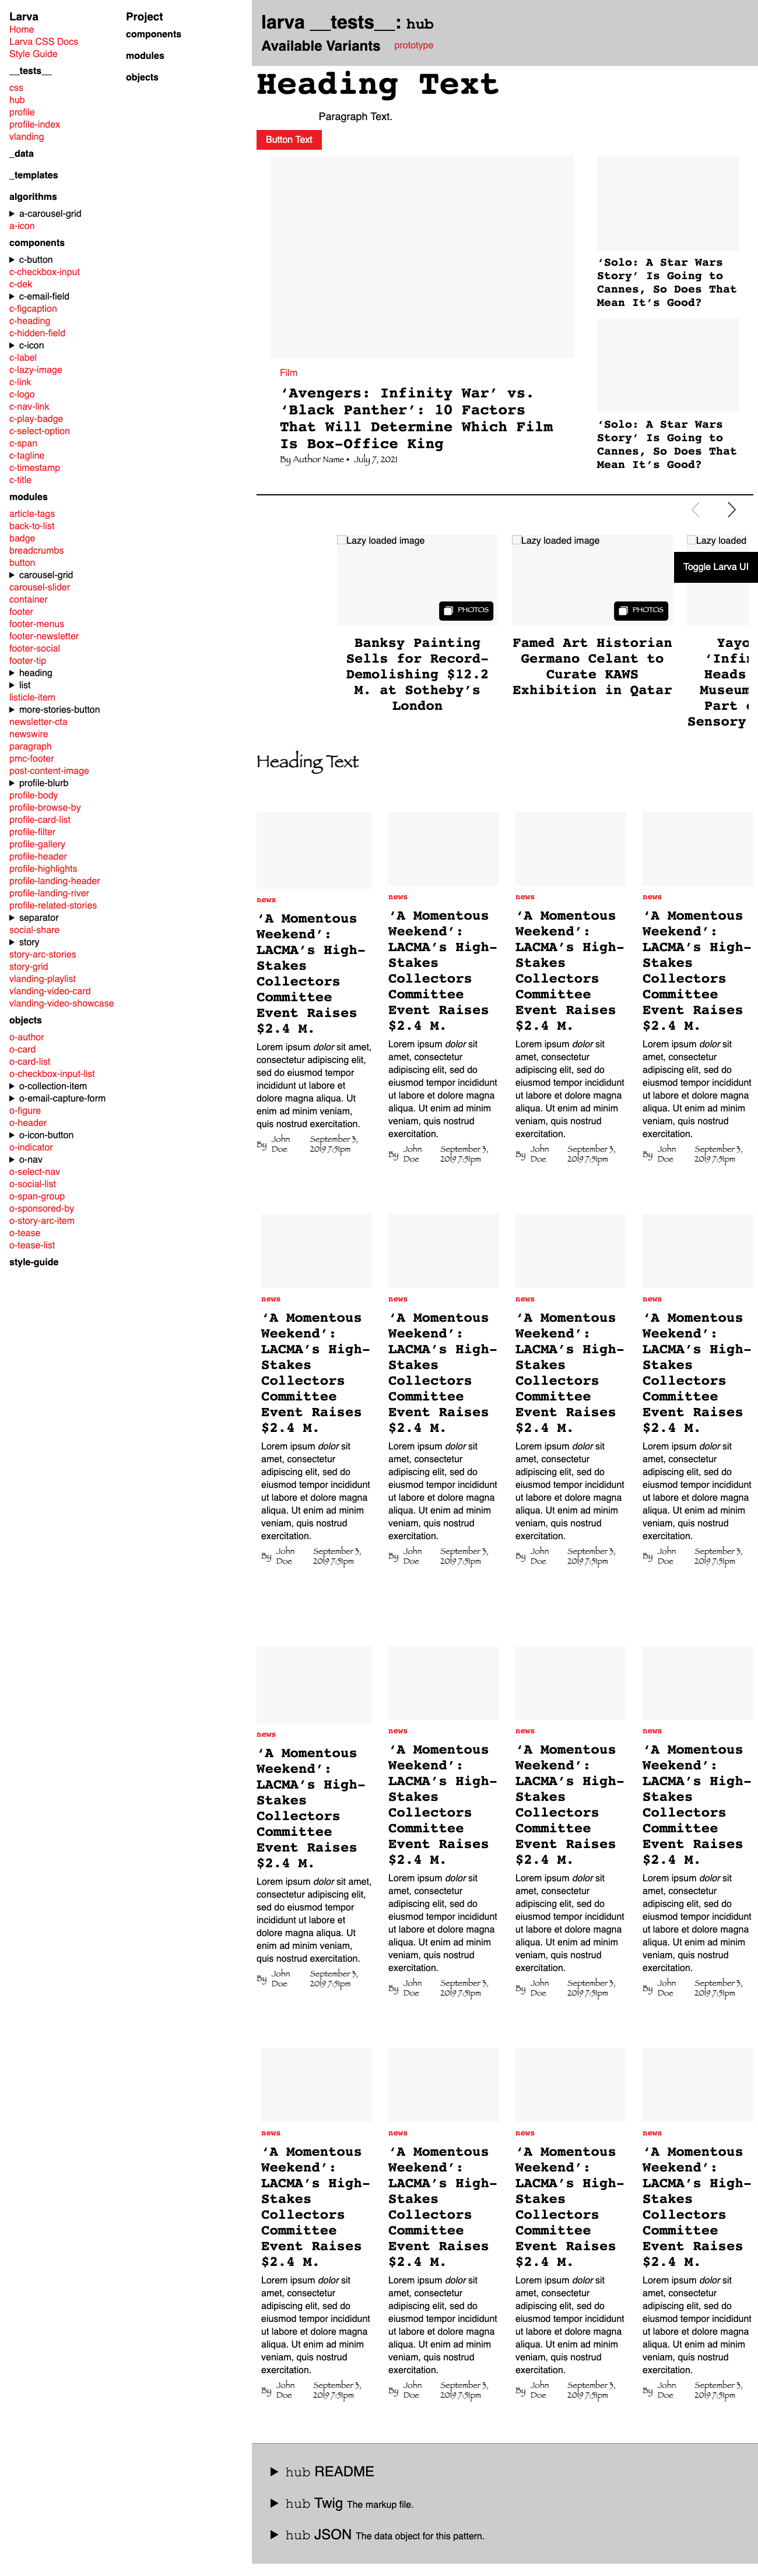 Larva
Home
Larva CSS Docs
Style Guide
__tests__
css
hub
profile
profile-index
vlanding
_data
_templates
algorithms
a-carousel-grid
a-icon
components
c-button
c-checkbox-input
c-dek
c-email-field
c-figcaption
c-heading
c-hidden-field
c-icon
c-label
c-lazy-image
c-link
c-logo
c-nav-link
c-play-badge
c-select-option
c-span
c-tagline
c-timestamp
c-title
modules
article-tags
back-to-list
badge
breadcrumbs
button
carousel-grid
carousel-slider
container
footer
footer-menus
footer-newsletter
footer-social
footer-tip
heading
list
listicle-item
more-stories-button
newsletter-cta
newswire
paragraph
pmc-footer
post-content-image
profile-blurb
profile-body
profile-browse-by
profile-card-list
profile-filter
profile-gallery
profile-header
profile-highlights
profile-landing-header
profile-landing-river
profile-related-stories
separator
social-share
story
story-arc-stories
story-grid
vlanding-playlist
vlanding-video-card
vlanding-video-showcase
objects
o-author
o-card
o-card-list
o-checkbox-input-list
o-collection-item
o-email-capture-form
o-figure
o-header
o-icon-button
o-indicator
o-nav
o-select-nav
o-social-list
o-span-group
o-sponsored-by
o-story-arc-item
o-tease
o-tease-list
style-guide
Project
components
modules
objects
larva __tests__: hub
Available Variants prototype
Heading Text
Paragraph Text.
Button Text
Film
‘Avengers: Infinity War’ vs.
‘Black Panther’: 10 Factors
That Will Determine Which Film
Is Box-Office King
By Author Name • July 7, 2021
‘Solo: A Star Wars
Story’ Is Going to
Cannes, So Does That
Mean It’s Good?
‘Solo: A Star Wars
Story’ Is Going to
Cannes, So Does That
Mean It’s Good?
Lazy loaded image
PHOTOS
Banksy Painting
Sells for Record-
Demolishing $12.2
M. at Sotheby’s
London
Lazy loaded image
PHOTOS
Famed Art Historian
Germano Celant to
Curate KAWS
Exhibition in Qatar
Lazy loaded
Toggle Larva UI
Yayo
‘Infin
Heads
Museum
Part o
Sensory
Heading Text
news
‘A Momentous
Weekend’:
LACMA’s High-
Stakes
Collectors
Committee
Event Raises
$2.4 M.
Lorem ipsum dolor sit amet,
consectetur adipiscing elit,
sed do eiusmod tempor
incididunt ut labore et
dolore magna aliqua. Ut
enim ad minim veniam,
quis nostrud exercitation.
By John Doe September 3, 2019 7:51pm
news
‘A Momentous
Weekend’:
LACMA’s High-
Stakes
Collectors
Committee
Event Raises
$2.4 M.
Lorem ipsum dolor sit
amet, consectetur
adipiscing elit, sed do
eiusmod tempor incididunt
ut labore et dolore magna
aliqua. Ut enim ad minim
veniam, quis nostrud
exercitation.
By John Doe September 3, 2019 7:51pm
news
‘A Momentous
Weekend’:
LACMA’s High-
Stakes
Collectors
Committee
Event Raises
$2.4 M.
Lorem ipsum dolor sit
amet, consectetur
adipiscing elit, sed do
eiusmod tempor incididunt
ut labore et dolore magna
aliqua. Ut enim ad minim
veniam, quis nostrud
exercitation.
By John Doe September 3, 2019 7:51pm
news
‘A Momentous
Weekend’:
LACMA’s High-
Stakes
Collectors
Committee
Event Raises
$2.4 M.
Lorem ipsum dolor sit
amet, consectetur
adipiscing elit, sed do
eiusmod tempor incididunt
ut labore et dolore magna
aliqua. Ut enim ad minim
veniam, quis nostrud
exercitation.
By John Doe September 3, 2019 7:51pm
news
‘A Momentous
Weekend’:
LACMA’s High-
Stakes
Collectors
Committee
Event Raises
$2.4 M.
Lorem ipsum dolor sit
amet, consectetur
adipiscing elit, sed do
eiusmod tempor incididunt
ut labore et dolore magna
aliqua. Ut enim ad minim
veniam, quis nostrud
exercitation.
By John Doe September 3, 2019 7:51pm
news
‘A Momentous
Weekend’:
LACMA’s High-
Stakes
Collectors
Committee
Event Raises
$2.4 M.
Lorem ipsum dolor sit
amet, consectetur
adipiscing elit, sed do
eiusmod tempor incididunt
ut labore et dolore magna
aliqua. Ut enim ad minim
veniam, quis nostrud
exercitation.
By John Doe September 3, 2019 7:51pm
news
‘A Momentous
Weekend’:
LACMA’s High-
Stakes
Collectors
Committee
Event Raises
$2.4 M.
Lorem ipsum dolor sit
amet, consectetur
adipiscing elit, sed do
eiusmod tempor incididunt
ut labore et dolore magna
aliqua. Ut enim ad minim
veniam, quis nostrud
exercitation.
By John Doe September 3, 2019 7:51pm
news
‘A Momentous
Weekend’:
LACMA’s High-
Stakes
Collectors
Committee
Event Raises
$2.4 M.
Lorem ipsum dolor sit
amet, consectetur
adipiscing elit, sed do
eiusmod tempor incididunt
ut labore et dolore magna
aliqua. Ut enim ad minim
veniam, quis nostrud
exercitation.
By John Doe September 3, 2019 7:51pm
news
‘A Momentous
Weekend’:
LACMA’s High-
Stakes
Collectors
Committee
Event Raises
$2.4 M.
Lorem ipsum dolor sit amet,
consectetur adipiscing elit,
sed do eiusmod tempor
incididunt ut labore et
dolore magna aliqua. Ut
enim ad minim veniam,
quis nostrud exercitation.
By John Doe September 3, 2019 7:51pm
news
‘A Momentous
Weekend’:
LACMA’s High-
Stakes
Collectors
Committee
Event Raises
$2.4 M.
Lorem ipsum dolor sit
amet, consectetur
adipiscing elit, sed do
eiusmod tempor incididunt
ut labore et dolore magna
aliqua. Ut enim ad minim
veniam, quis nostrud
exercitation.
By John Doe September 3, 2019 7:51pm
news
‘A Momentous
Weekend’:
LACMA’s High-
Stakes
Collectors
Committee
Event Raises
$2.4 M.
Lorem ipsum dolor sit
amet, consectetur
adipiscing elit, sed do
eiusmod tempor incididunt
ut labore et dolore magna
aliqua. Ut enim ad minim
veniam, quis nostrud
exercitation.
By John Doe September 3, 2019 7:51pm
news
‘A Momentous
Weekend’:
LACMA’s High-
Stakes
Collectors
Committee
Event Raises
$2.4 M.
Lorem ipsum dolor sit
amet, consectetur
adipiscing elit, sed do
eiusmod tempor incididunt
ut labore et dolore magna
aliqua. Ut enim ad minim
veniam, quis nostrud
exercitation.
By John Doe September 3, 2019 7:51pm
news
‘A Momentous
Weekend’:
LACMA’s High-
Stakes
Collectors
Committee
Event Raises
$2.4 M.
Lorem ipsum dolor sit
amet, consectetur
adipiscing elit, sed do
eiusmod tempor incididunt
ut labore et dolore magna
aliqua. Ut enim ad minim
veniam, quis nostrud
exercitation.
By John Doe September 3, 2019 7:51pm
news
‘A Momentous
Weekend’:
LACMA’s High-
Stakes
Collectors
Committee
Event Raises
$2.4 M.
Lorem ipsum dolor sit
amet, consectetur
adipiscing elit, sed do
eiusmod tempor incididunt
ut labore et dolore magna
aliqua. Ut enim ad minim
veniam, quis nostrud
exercitation.
By John Doe September 3, 2019 7:51pm
news
‘A Momentous
Weekend’:
LACMA’s High-
Stakes
Collectors
Committee
Event Raises
$2.4 M.
Lorem ipsum dolor sit
amet, consectetur
adipiscing elit, sed do
eiusmod tempor incididunt
ut labore et dolore magna
aliqua. Ut enim ad minim
veniam, quis nostrud
exercitation.
By John Doe September 3, 2019 7:51pm
news
‘A Momentous
Weekend’:
LACMA’s High-
Stakes
Collectors
Committee
Event Raises
$2.4 M.
Lorem ipsum dolor sit
amet, consectetur
adipiscing elit, sed do
eiusmod tempor incididunt
ut labore et dolore magna
aliqua. Ut enim ad minim
veniam, quis nostrud
exercitation.
By John Doe September 3, 2019 7:51pm
hub README
hub Twig The markup file.
hub JSON The data object for this pattern.